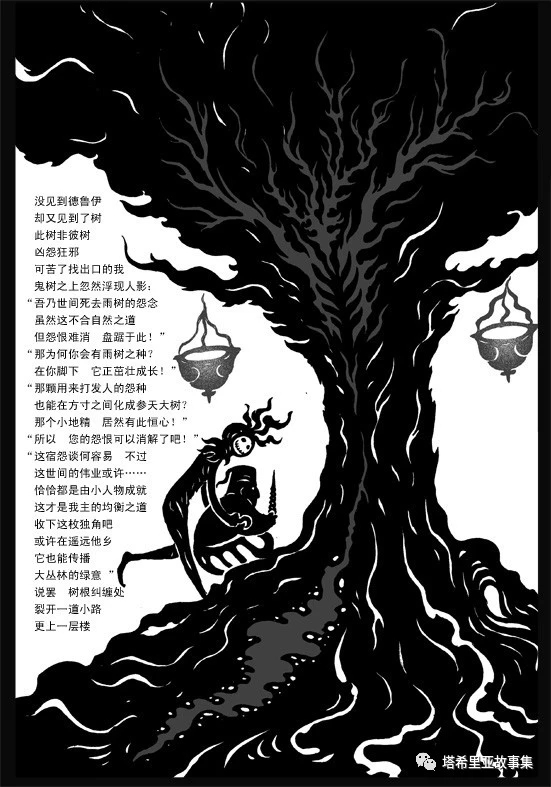 没见到德鲁伊
却又见到了树
此树非彼树
凶怨狂邪
可苦了找出口的我
鬼树之上忽然浮现人影：
“吾乃世间死去雨树的怨念
虽然这不合自然之道
但怨恨难消 盘踞于此！”
“那为何你会有雨树之种？
在你脚下 它正茁壮成长！”
“那颗用来打发人的怨种
也能在方寸之间化成参天大树？
那个小地精 居然有此恒心！”
“所以 您的怨恨可以消解了吧！”
“这宿怨谈何容易 不过
这世间的伟业或许……
恰恰都是由小人物成就
这才是我主的均衡之道
收下这枚独角吧
或许在遥远他乡
它也能传播
大丛林的绿意 ”
说罢 树根纠缠处
裂开一道小路
更上一层楼
塔希里亚故事集